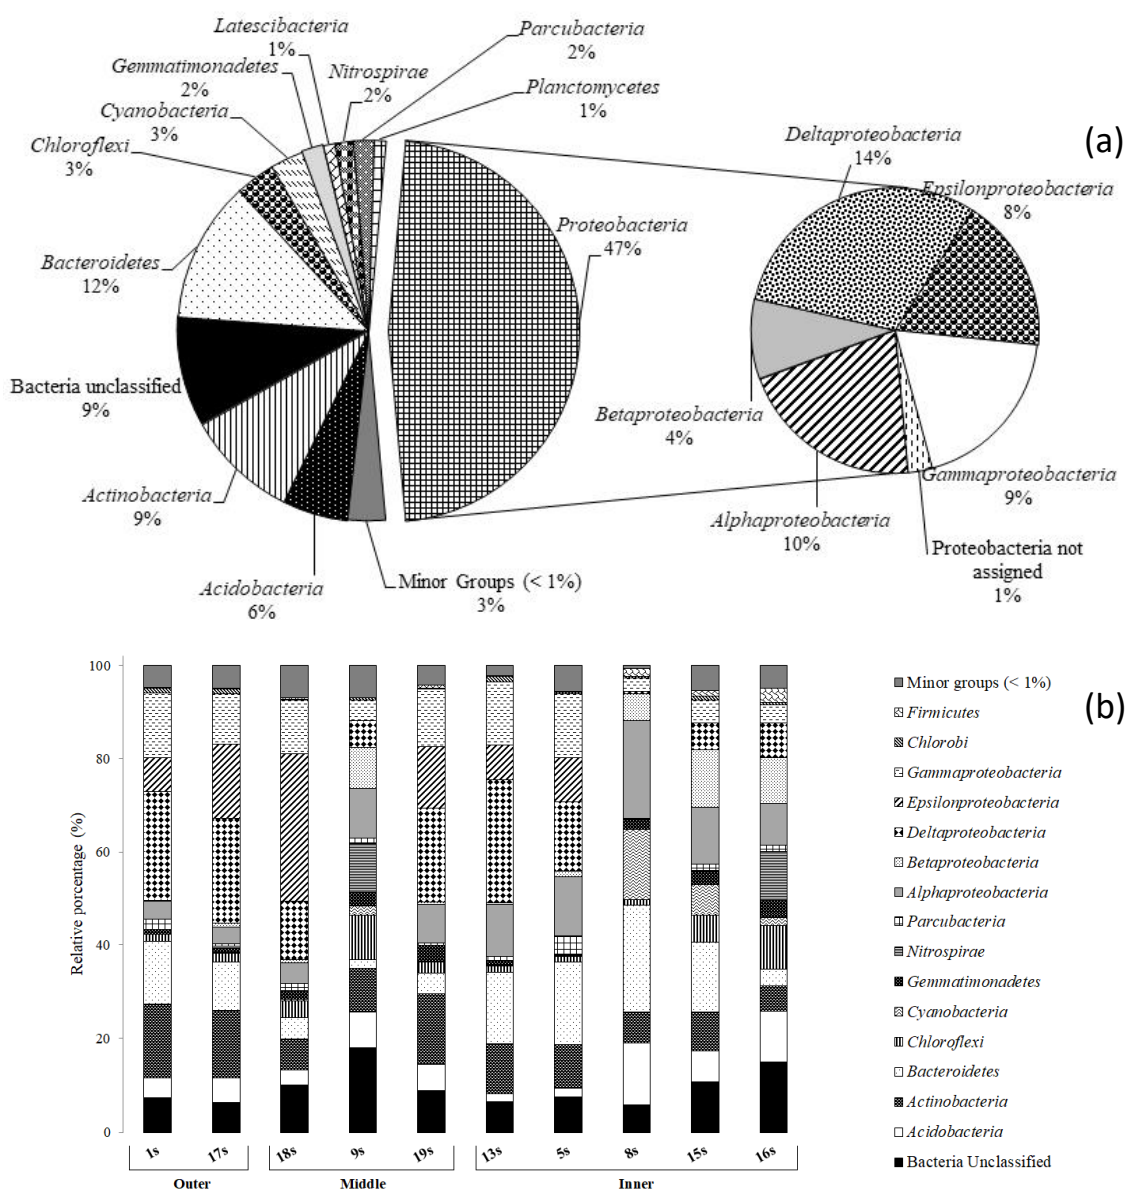 Latescibacteria
1%
Parcubacteria
2%
Gemmatimonadetes
2%
Nitrospirae
2%
Planctomycetes
1%
Cyanobacteria
3%
Chloroflexi
3%
Deltaproteobacteria
14%
(a)
Epsilonproteobacteria
8%
Proteobacteria
47%
Bacteroidetes
12%
Bacteria unclassified
9%
Betaproteobacteria
4%
Actinobacteria
9%
Gammaproteobacteria
9%
Alphaproteobacteria
10%
Proteobacteria not
assigned
1%
Acidobacteria
6%
Minor Groups (< 1%)
3%
100
80
60
40
20
0
Relative porcentage (%)
(b)
Minor groups (< 1%)
Firmicutes
Chlorobi
Gammaproteobacteria
Epsilonproteobacteria
Deltaproteobacteria
Betaproteobacteria
Alphaproteobacteria
Parcubacteria
Nitrospirae
Gemmatimonadetes
Cyanobacteria
Chloroflexi
Bacteroidetes
Actinobacteria
Acidobacteria
Bacteria Unclassified
1s 17s 18s 9s 19s 13s 5s 8s 15s 16s
Outer Middle Inner